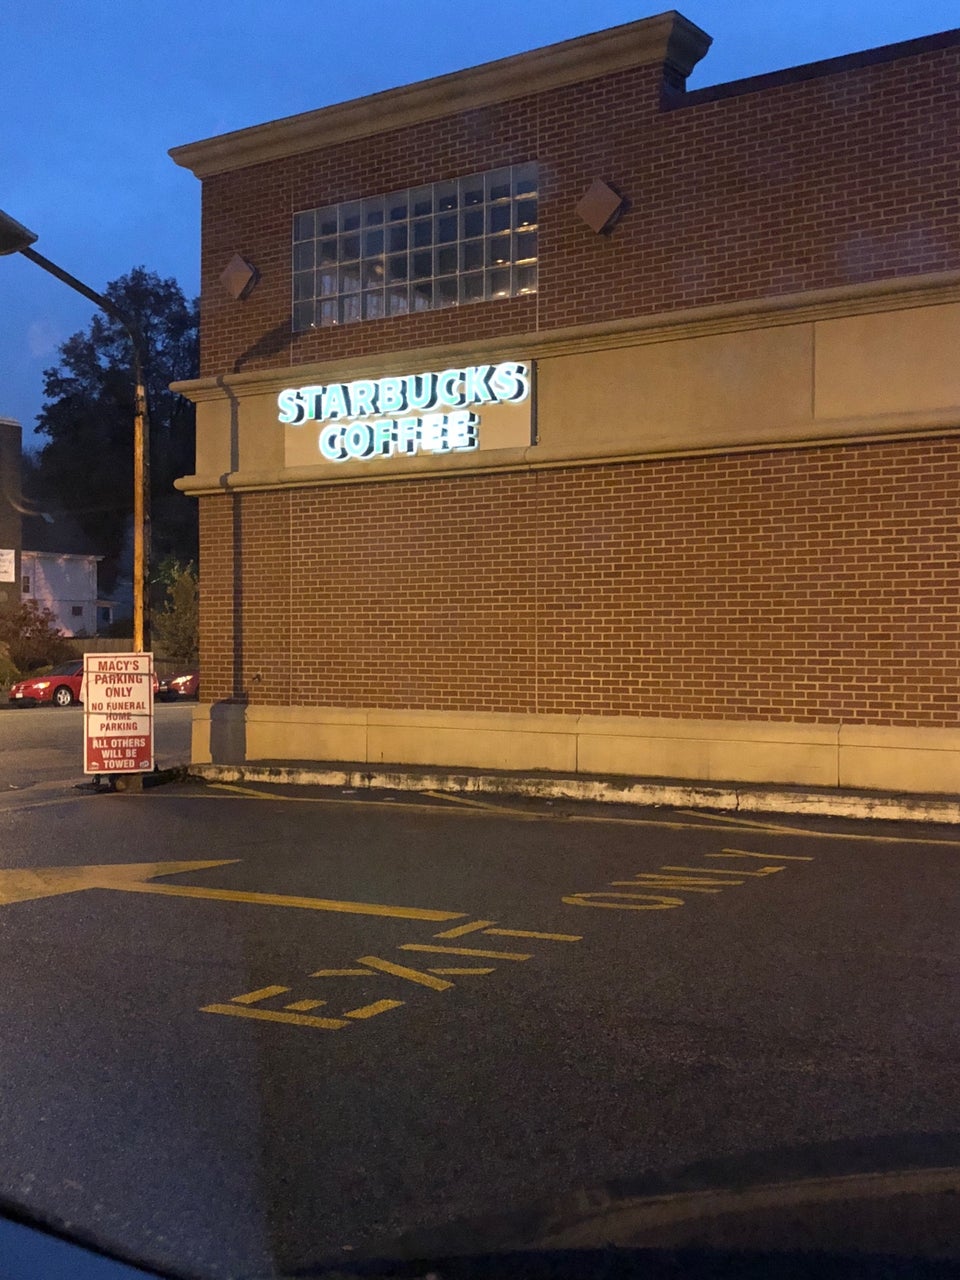 STARBUCKS
COFFEE
MACY'S
PARKING
ONLY
NO FUNERAL
HOME
PARKING
ALL OTHERS
WILL BE
TOWED
EXIT ONLY